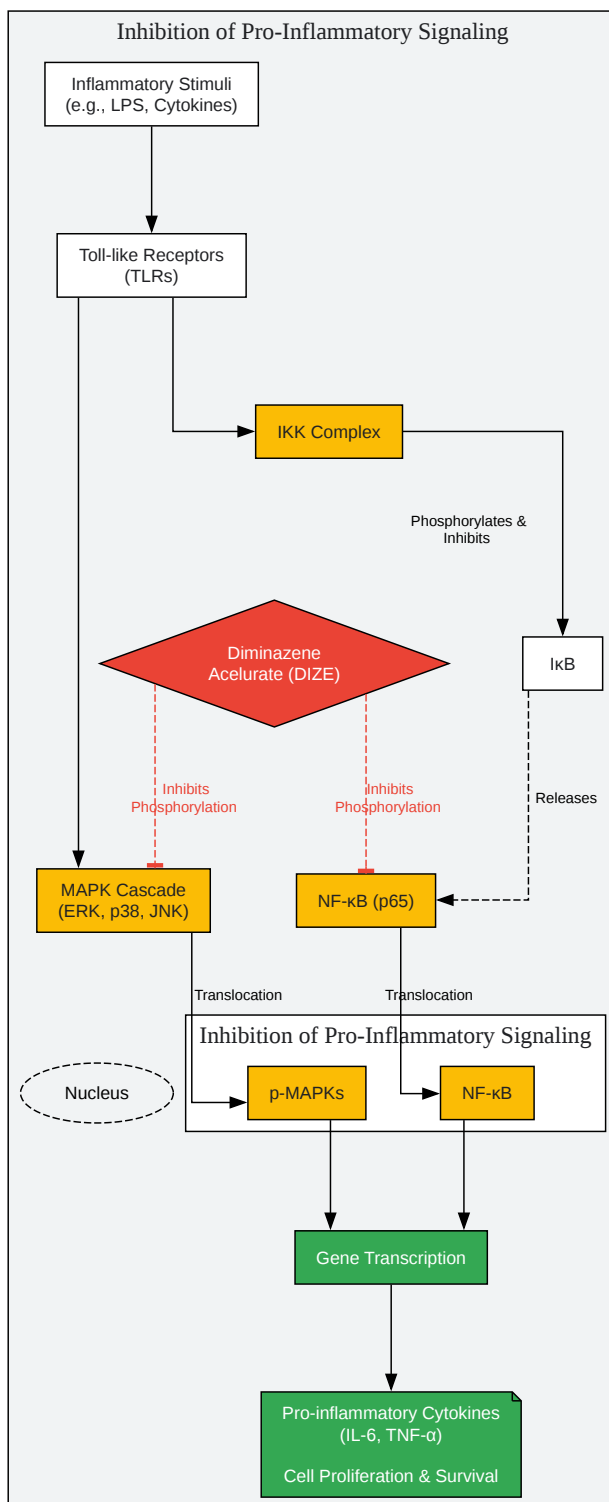 Inhibition of Pro-Inflammatory Signaling
Inflammatory Stimuli
(e.g., LPS, Cytokines)
Toll-like Receptors
(TLRs)
IKK Complex
Phosphorylates &
Inhibits
Diminazene
Acelurate (DIZE)
IκB
Inhibits
Phosphorylation
Inhibits
Phosphorylation
Releases
MAPK Cascade
(ERK, p38, JNK)
NF-κB (p65)
Translocation
Translocation
Inhibition of Pro-Inflammatory Signaling
Nucleus
p-MAPKs
NF-κB
Gene Transcription
Pro-inflammatory Cytokines
(IL-6, TNF-α)
Cell Proliferation & Survival